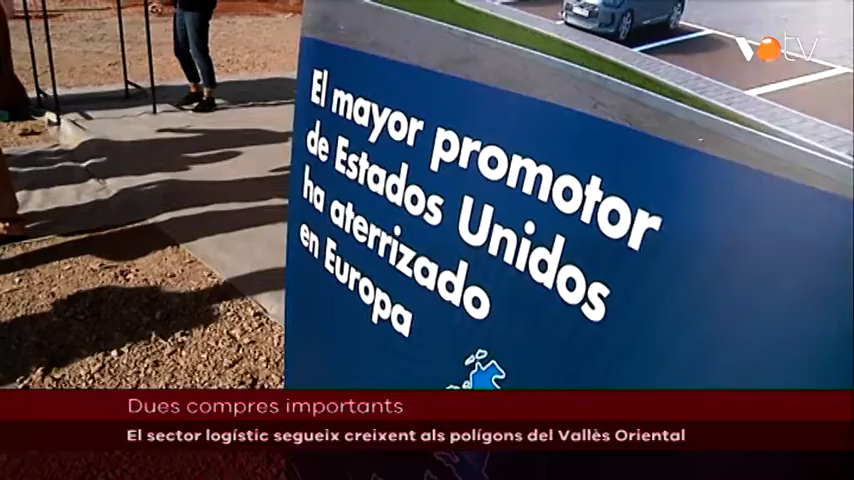 votv
El mayor promotor
de Estados Unidos
ha aterrizado
en Europa
Dues compres importants
El sector logístic segueix creixent als polígons del Vallès Oriental